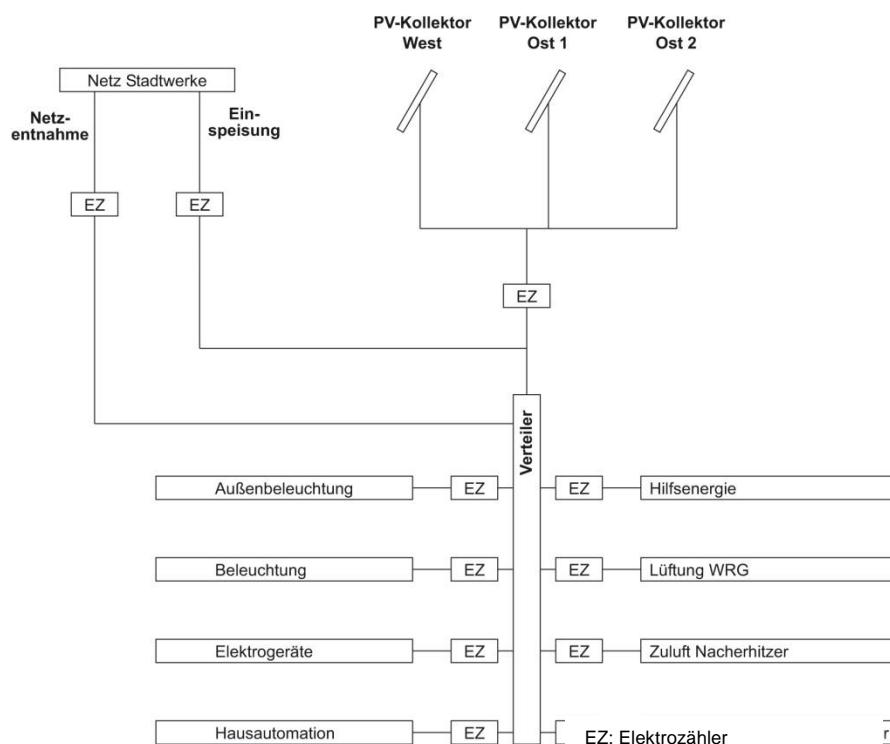 PV-Kollektor
West
PV-Kollektor
Ost 1
PV-Kollektor
Ost 2
Netz Stadtwerke
Netz-
entnahme
Ein-
speisung
EZ
EZ
EZ
Verteiler
Außenbeleuchtung
EZ
EZ
Hilfsenergie
Beleuchtung
EZ
EZ
Lüftung WRG
Elektrogeräte
EZ
EZ
Zuluft Nacherhitzer
Hausautomation
EZ
EZ: Elektrozähler